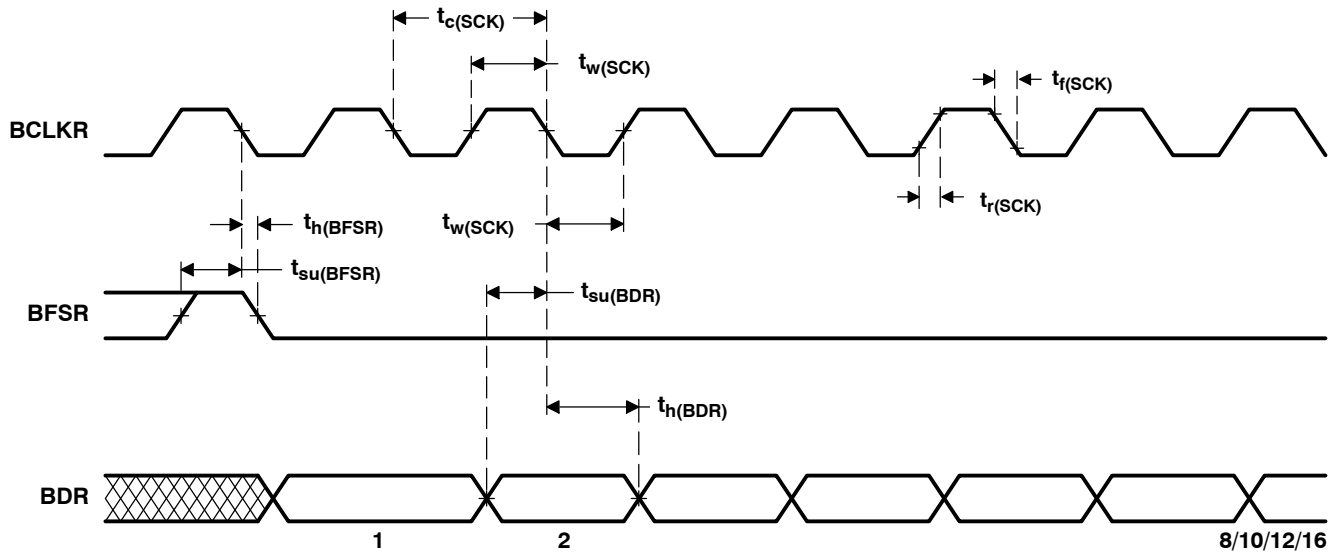 tc(SCK)
tw(SCK)
tf(SCK)
BCLKR
tr(SCK)
th(BFSR)
tw(SCK)
tsu(BFSR)
tsu(BDR)
BFSR
th(BDR)
BDR
1 2 8/10/12/16